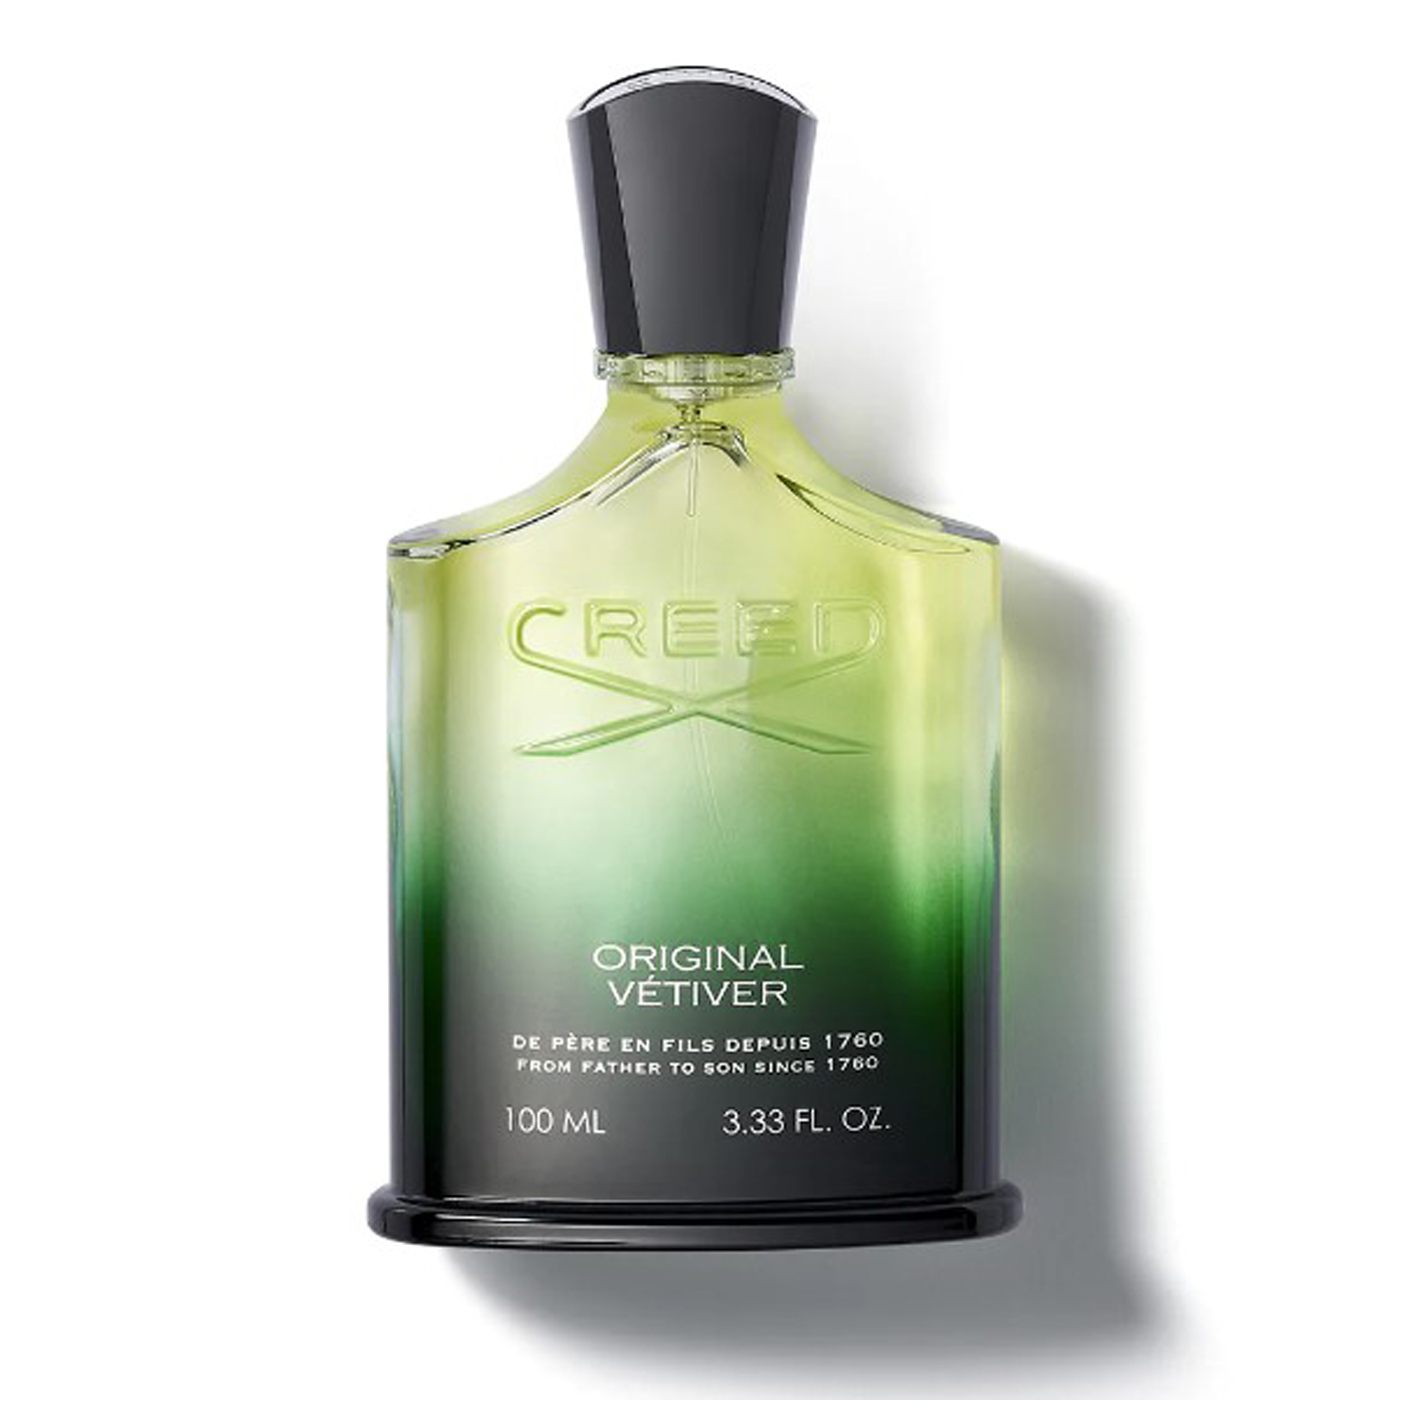 CREED
ORIGINAL
VÉTIVER
DE PÈRE EN FILS DEPUIS 1760
FROM FATHER TO SON SINCE 1760
100 ML 3.33 FL. OZ.